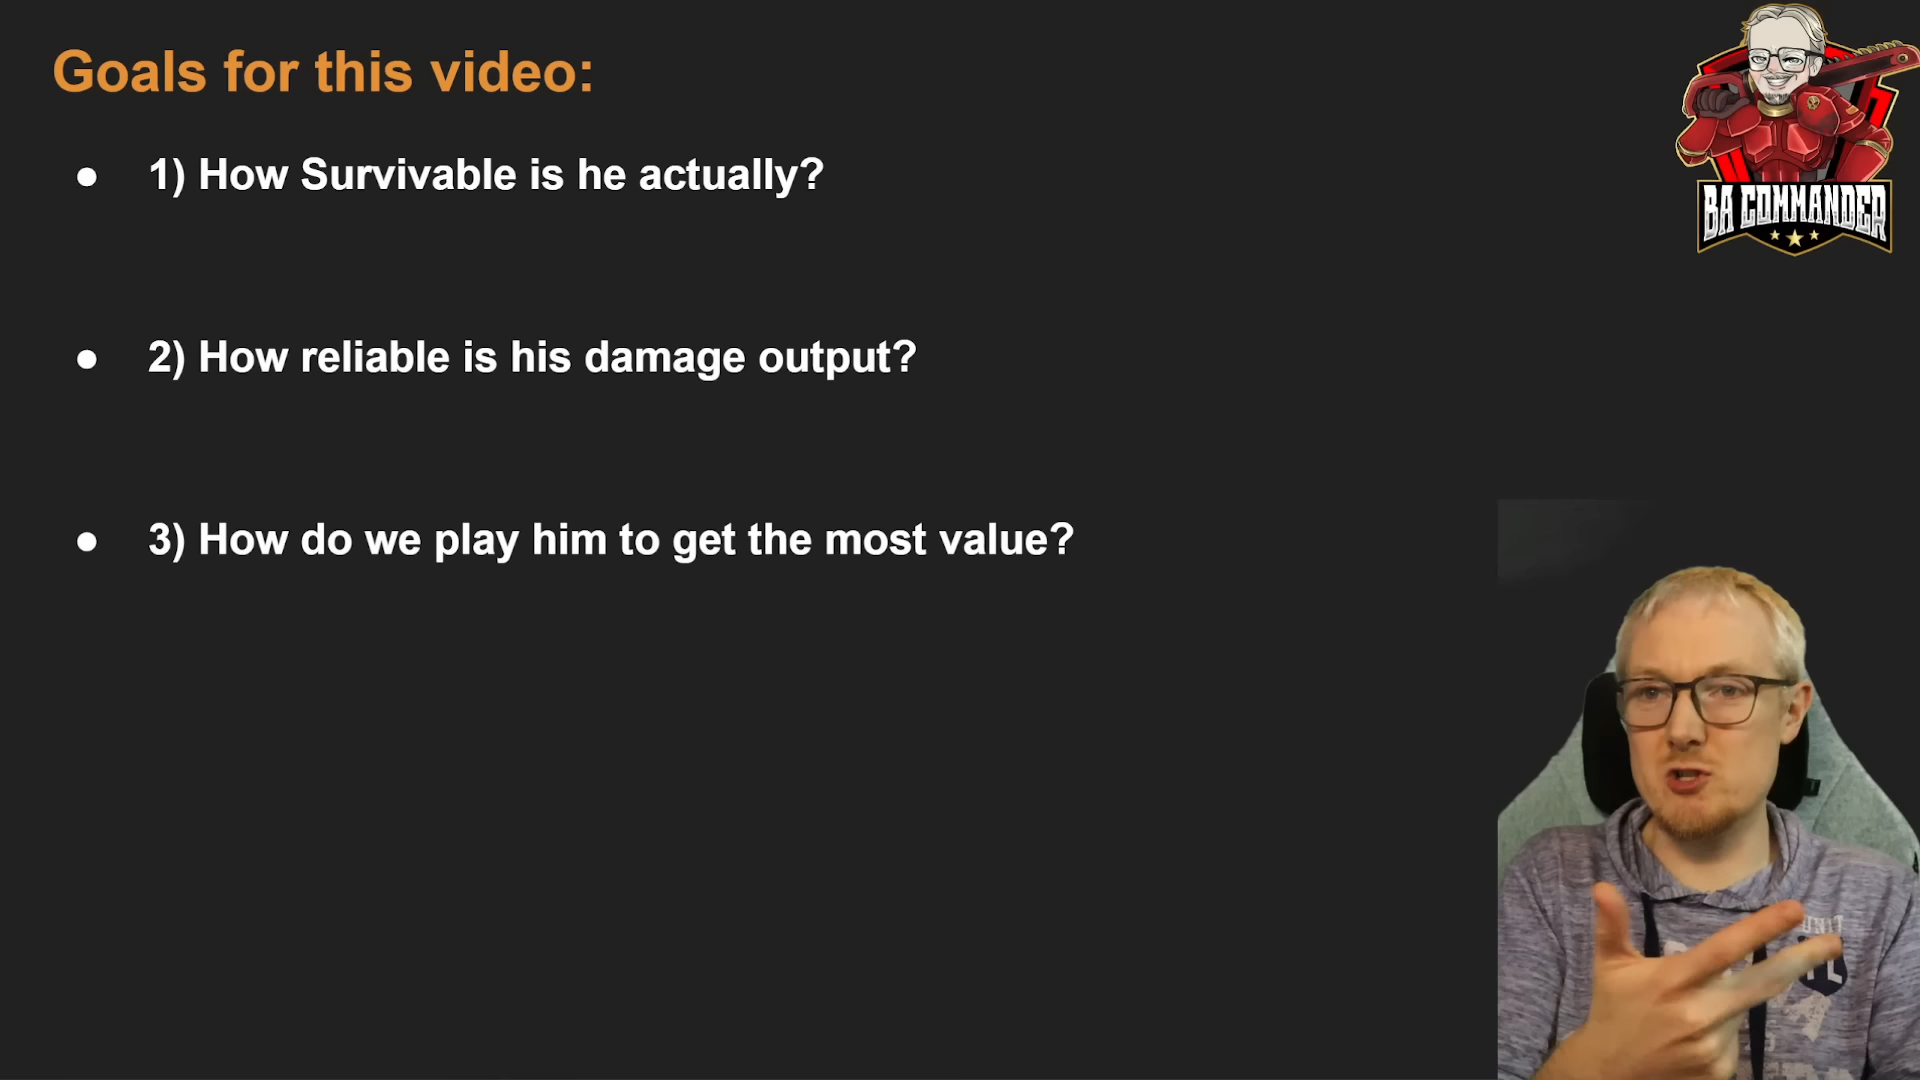 Goals for this video:
● 1) How Survivable is he actually?
● 2) How reliable is his damage output?
● 3) How do we play him to get the most value?
BA COMMANDER
UNIT